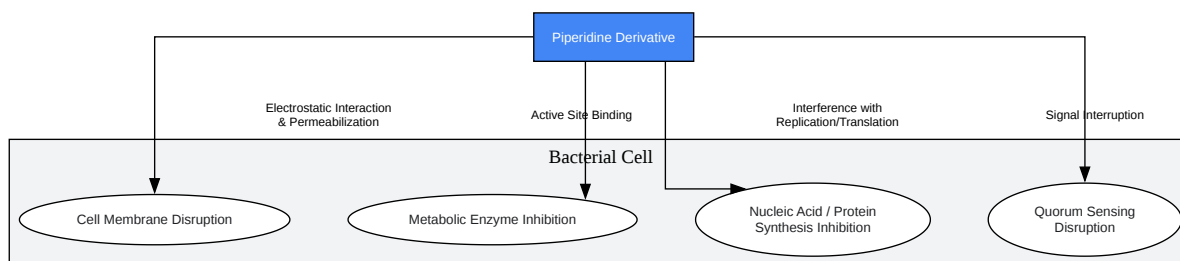 Piperidine Derivative
Electrostatic Interaction
& Permeabilization
Active Site Binding
Interference with
Replication/Translation
Signal Interruption
Bacterial Cell
Cell Membrane Disruption
Metabolic Enzyme Inhibition
Nucleic Acid / Protein
Synthesis Inhibition
Quorum Sensing
Disruption